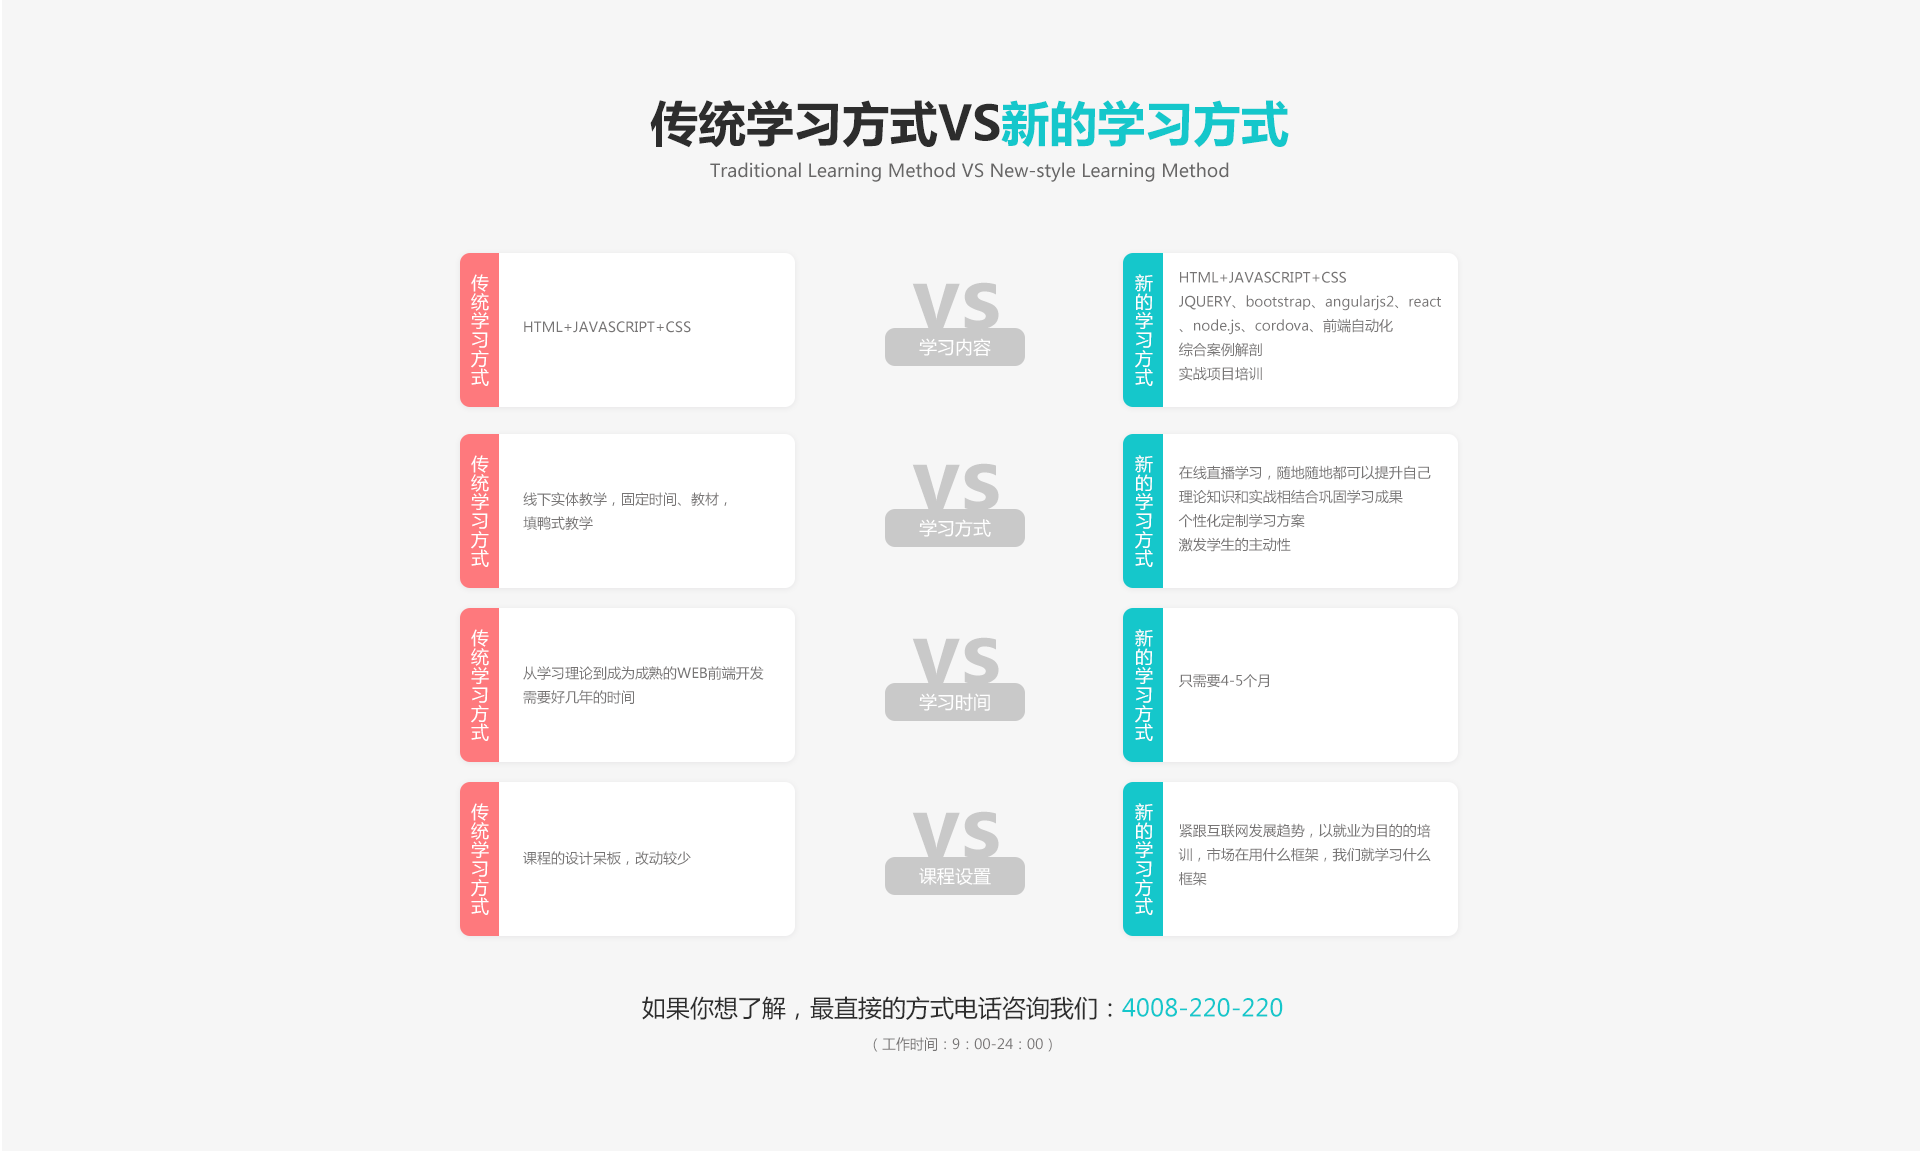 传统学习方式VS新的学习方式
Traditional Learning Method VS New-style Learning Method
传统学习方式
HTML+JAVASCRIPT+CSS
VS
学习内容
新的学习方式
HTML+JAVASCRIPT+CSS
JQUERY、bootstrap、angularjs2、react
、node.js、cordova、前端自动化
综合案例解剖
实战项目培训
传统学习方式
线下实体教学，固定时间、教材，
填鸭式教学
VS
学习方式
新的学习方式
在线直播学习，随地随地都可以提升自己
理论知识和实战相结合巩固学习成果
个性化定制学习方案
激发学生的主动性
传统学习方式
从学习理论到成为成熟的WEB前端开发
需要好几年的时间
VS
学习时间
新的学习方式
只需要4-5个月
传统学习方式
课程的设计呆板，改动较少
VS
课程设置
新的学习方式
紧跟互联网发展趋势，以就业为目的的培
训，市场在用什么框架，我们就学习什么
框架
如果你想了解，最直接的方式电话咨询我们：4008-220-220
（工作时间：9：00-24：00）